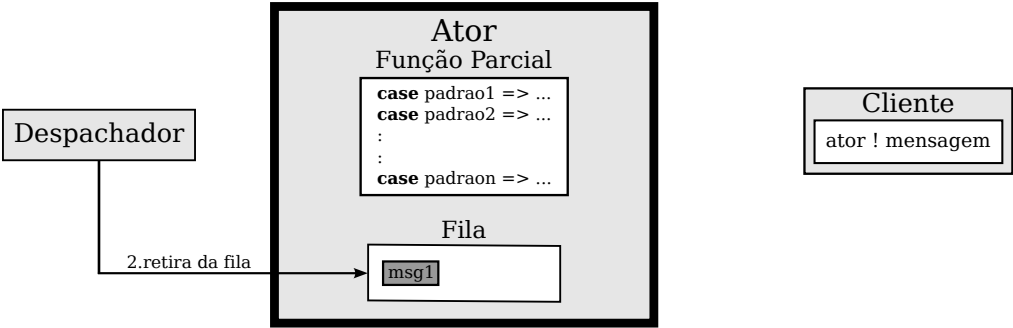 Ator
Função Parcial
case padrao1 => ...
case padrao2 => ...
:
:
case padraon => ...
Fila
msg1
Despachador
2.retira da fila
Cliente
ator ! mensagem